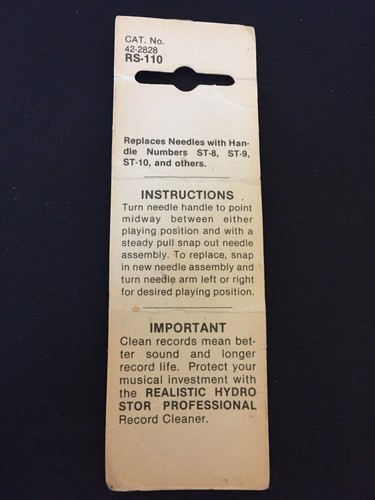 CAT. No.
42-2828
RS-110
Replaces Needles with Han-
dle Numbers ST-8, ST-9,
ST-10, and others.
INSTRUCTIONS
Turn needle handle to point
midway between either
playing position and with a
steady pull snap out needle
assembly. To replace, snap
in new needle assembly and
turn needle arm left or right
for desired playing position.
IMPORTANT
Clean records mean bet-
ter sound and longer
record life. Protect your
musical investment with
the REALISTIC HYDRO
STOR PROFESSIONAL
Record Cleaner.